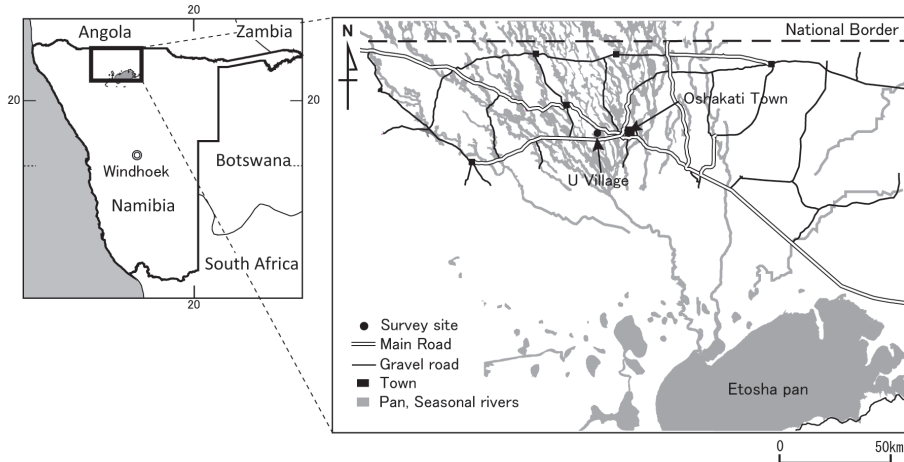 Angola
Zambia
20
20
20
Windhoek
Botswana
Namibia
South Africa
20
N
National Border
Oshakati Town
U Village
Survey site
Main Road
Gravel road
Town
Pan, Seasonal rivers
Etosha pan
0 50km